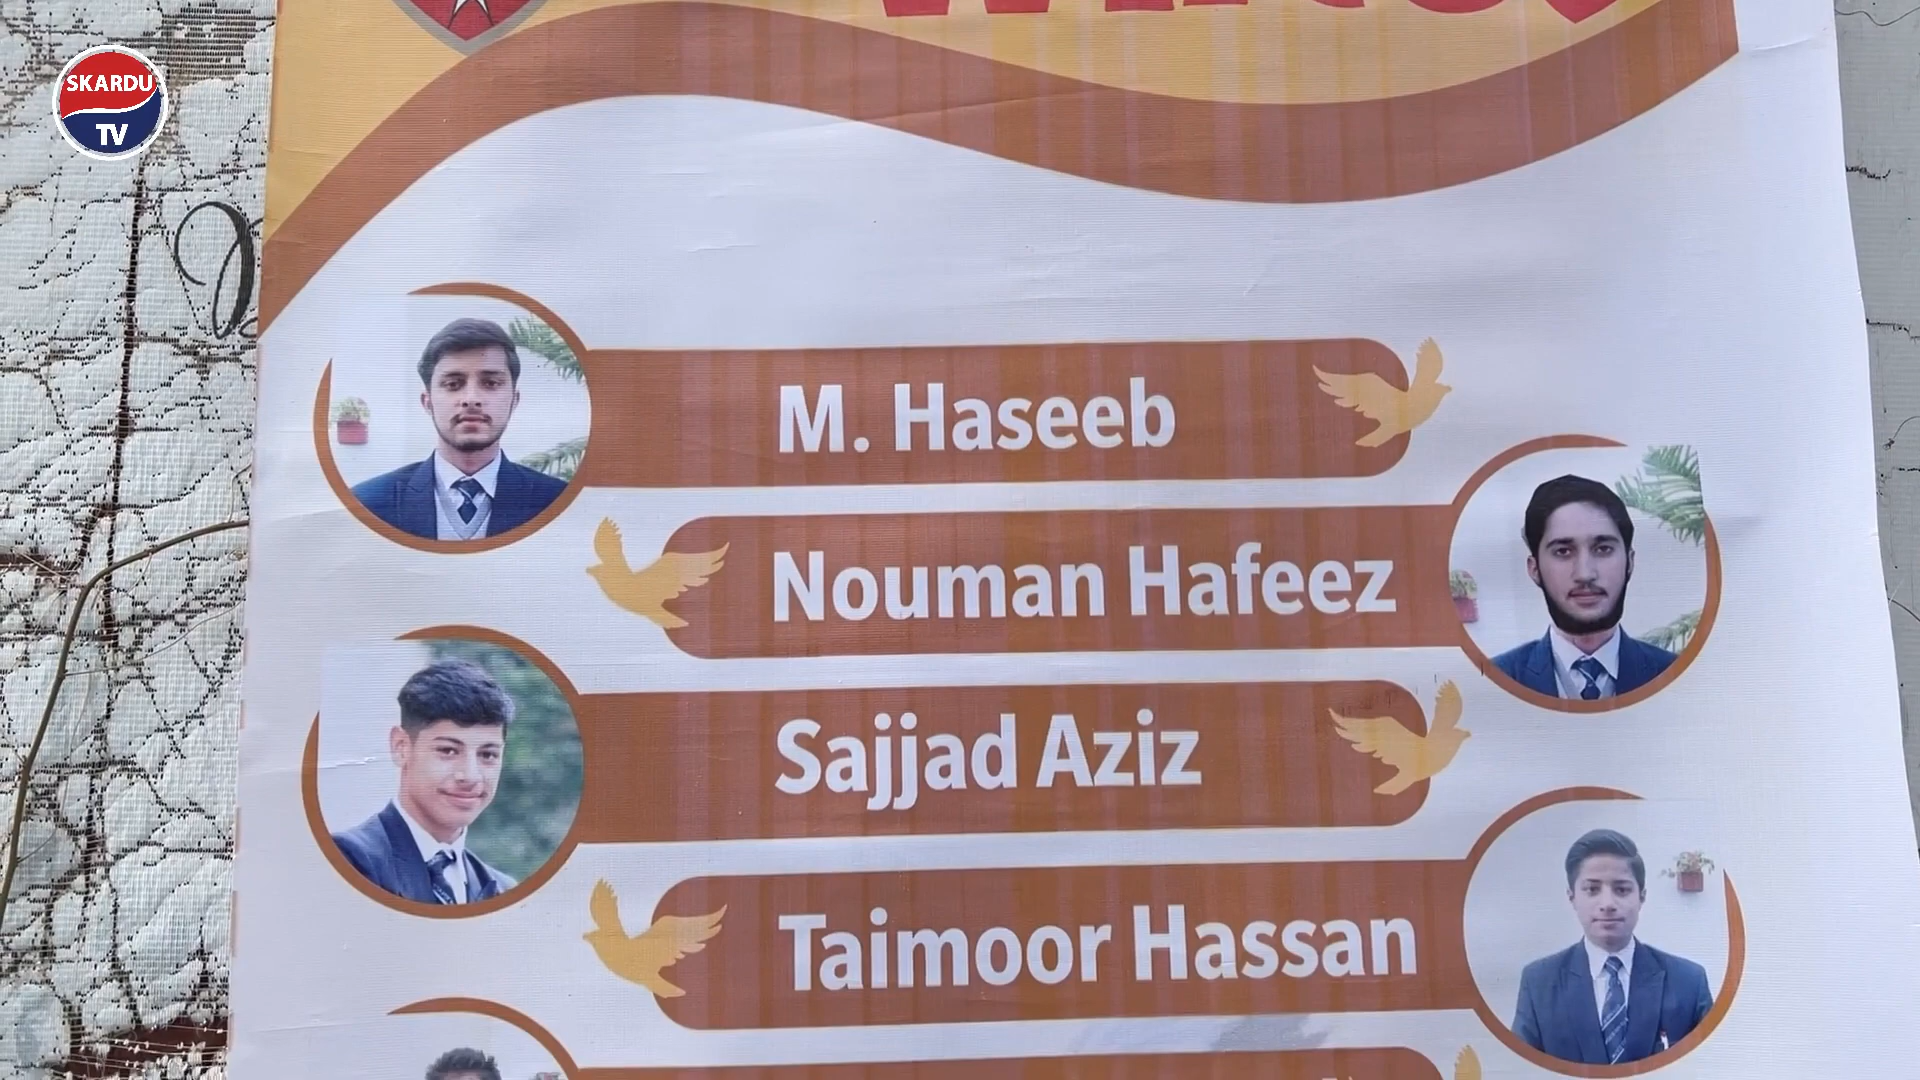 SKARDU
TV
M. Haseeb
Nouman Hafeez
Sajjad Aziz
Taimoor Hassan